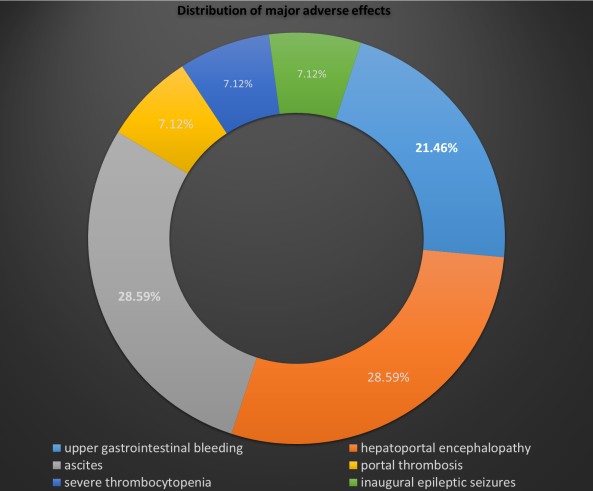 Distribution of major adverse effects
7.12%
7.12%
7.12%
21.46%
28.59%
28.59%
upper gastrointestinal bleeding
hepatoportal encephalopathy
ascites
portal thrombosis
severe thrombocytopenia
inaugural epileptic seizures